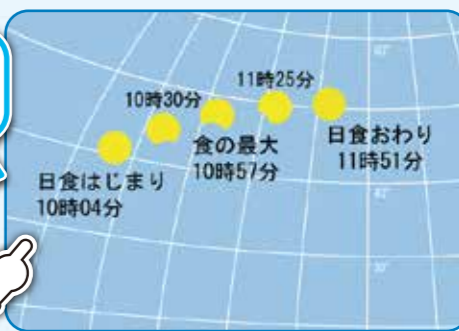 11時25分
10時30分
食の最大
10時57分
日食おわり
11時51分
日食はじまり
10時04分